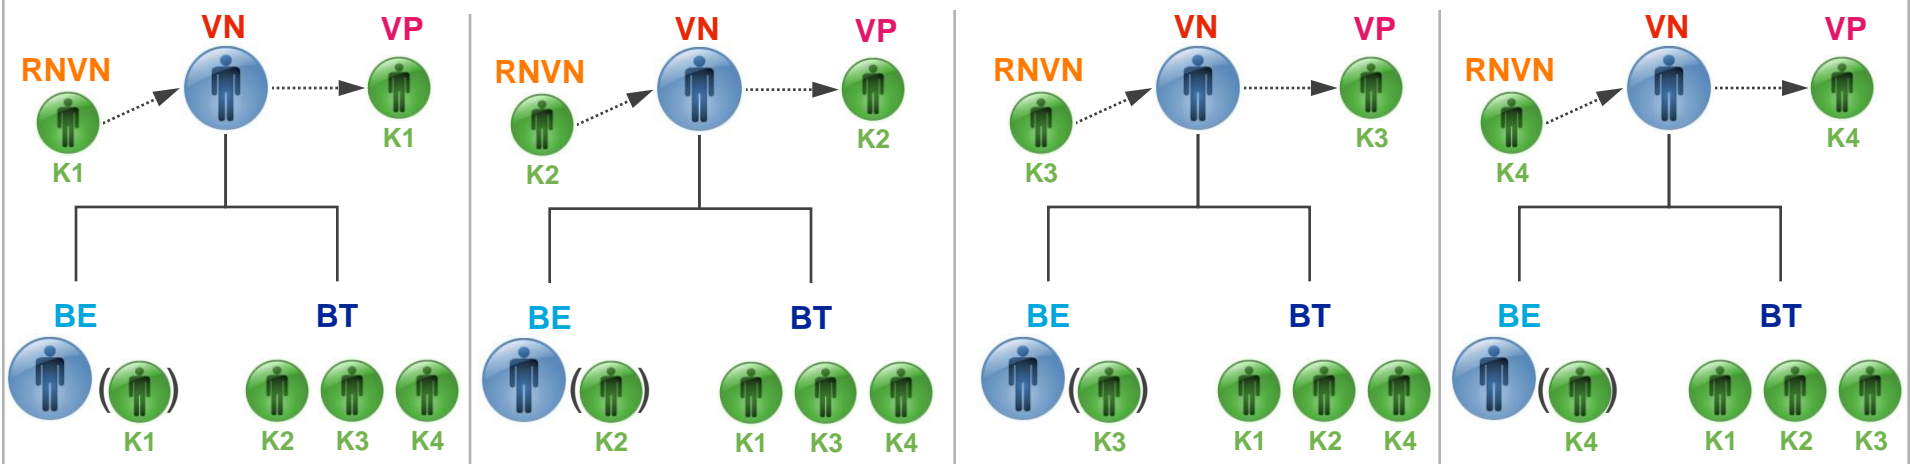 VN
VP
RNVN
K1
K1
BE
BT
( )
K1
K2 K3 K4
VN
VP
RNVN
K2
K2
BE
BT
( )
K2
K1 K3 K4
VN
VP
RNVN
K3
K3
BE
BT
( )
K3
K1 K2 K4
VN
VP
RNVN
K4
K4
BE
BT
( )
K4
K1 K2 K3